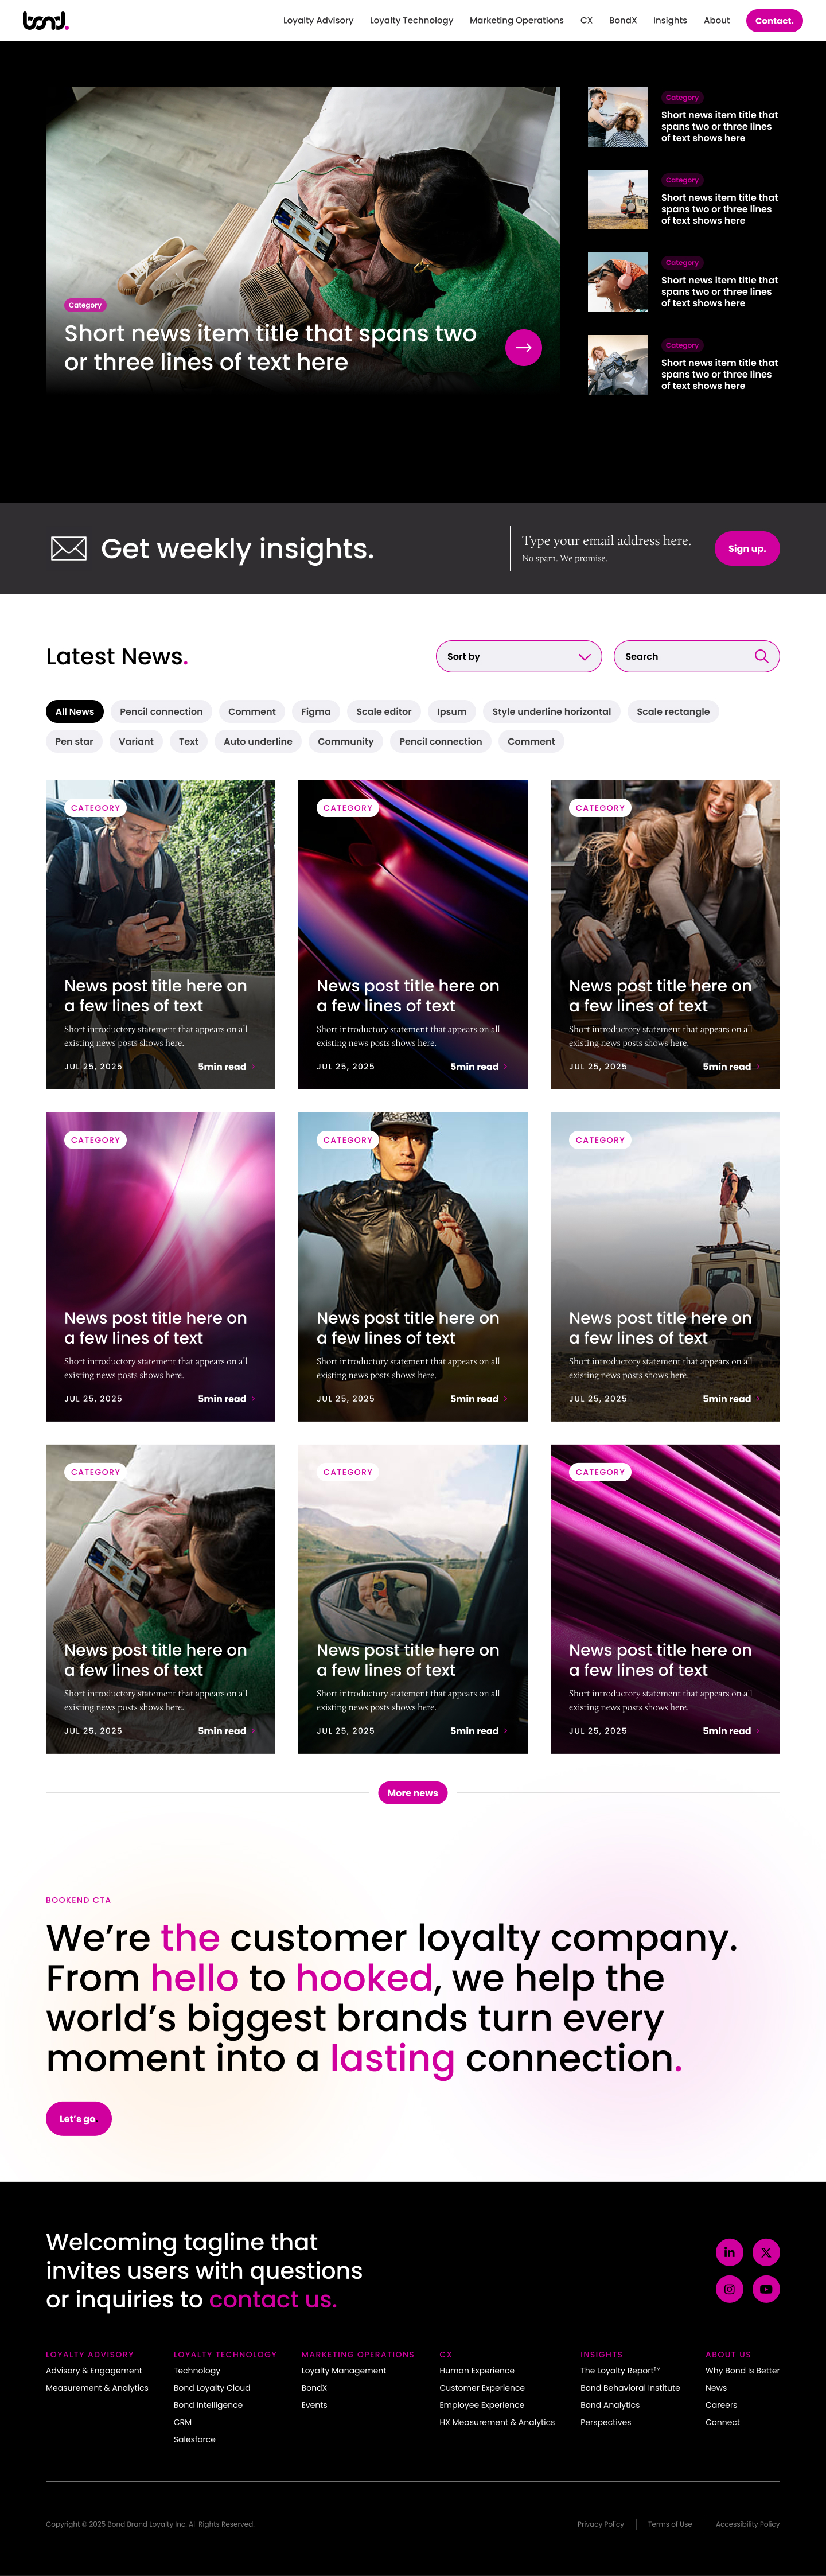 bond.
Loyalty Advisory
Loyalty Technology
Marketing Operations
CX
BondX
Insights
About
Contact.
Category
Short news item title that spans two
or three lines of text here
Category
Short news item title that
spans two or three lines
of text shows here
Category
Short news item title that
spans two or three lines
of text shows here
Category
Short news item title that
spans two or three lines
of text shows here
Category
Short news item title that
spans two or three lines
of text shows here
Get weekly insights.
Type your email address here.
No spam. We promise.
Sign up.
Latest News.
Sort by
Search
All News
Pencil connection
Comment
Figma
Scale editor
Ipsum
Style underline horizontal
Scale rectangle
Pen star
Variant
Text
Auto underline
Community
Pencil connection
Comment
CATEGORY
News post title here on
a few lines of text
Short introductory statement that appears on all
existing news posts shows here.
JUL 25, 2025
5min read
CATEGORY
News post title here on
a few lines of text
Short introductory statement that appears on all
existing news posts shows here.
JUL 25, 2025
5min read
CATEGORY
News post title here on
a few lines of text
Short introductory statement that appears on all
existing news posts shows here.
JUL 25, 2025
5min read
CATEGORY
News post title here on
a few lines of text
Short introductory statement that appears on all
existing news posts shows here.
JUL 25, 2025
5min read
CATEGORY
News post title here on
a few lines of text
Short introductory statement that appears on all
existing news posts shows here.
JUL 25, 2025
5min read
CATEGORY
News post title here on
a few lines of text
Short introductory statement that appears on all
existing news posts shows here.
JUL 25, 2025
5min read
CATEGORY
News post title here on
a few lines of text
Short introductory statement that appears on all
existing news posts shows here.
JUL 25, 2025
5min read
CATEGORY
News post title here on
a few lines of text
Short introductory statement that appears on all
existing news posts shows here.
JUL 25, 2025
5min read
CATEGORY
News post title here on
a few lines of text
Short introductory statement that appears on all
existing news posts shows here.
JUL 25, 2025
5min read
More news
BOOKEND CTA
We’re the customer loyalty company.
From hello to hooked, we help the
world’s biggest brands turn every
moment into a lasting connection.
Let’s go
Welcoming tagline that
invites users with questions
or inquiries to contact us.
in
X
LOYALTY ADVISORY
Advisory & Engagement
Measurement & Analytics
LOYALTY TECHNOLOGY
Technology
Bond Loyalty Cloud
Bond Intelligence
CRM
Salesforce
MARKETING OPERATIONS
Loyalty Management
BondX
Events
CX
Human Experience
Customer Experience
Employee Experience
HX Measurement & Analytics
INSIGHTS
The Loyalty Report™
Bond Behavioral Institute
Bond Analytics
Perspectives
ABOUT US
Why Bond Is Better
News
Careers
Connect
Copyright © 2025 Bond Brand Loyalty Inc. All Rights Reserved.
Privacy Policy
Terms of Use
Accessibility Policy